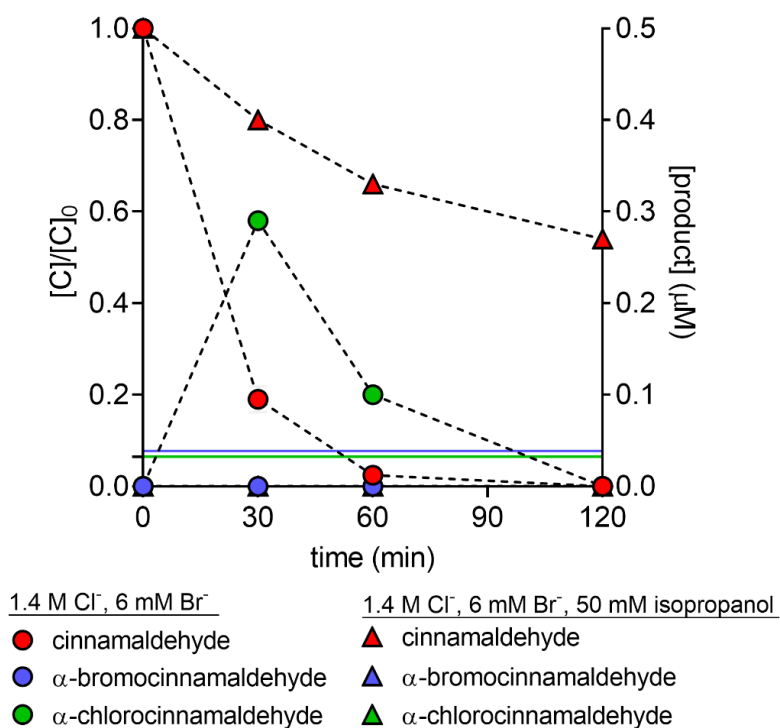 [C]/[C]₀
1.0
0.8
0.6
0.4
0.2
0.0
0.5
0.4
0.3
0.2
0.1
0.0
[product] (μM)
0
30
60
90
120
time (min)
1.4 M Cl⁻, 6 mM Br⁻
cinnamaldehyde
α-bromocinnamaldehyde
α-chlorocinnamaldehyde
1.4 M Cl⁻, 6 mM Br⁻, 50 mM isopropanol
cinnamaldehyde
α-bromocinnamaldehyde
α-chlorocinnamaldehyde